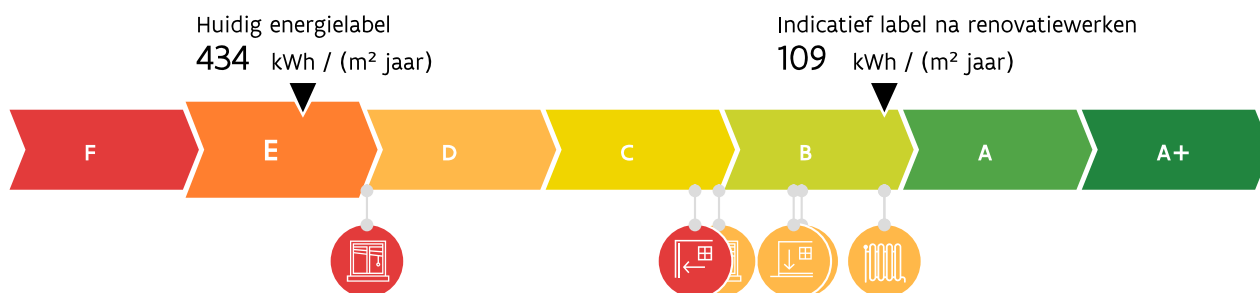 Huidig energielabel
434 kWh / (m² jaar)
Indicatief label na renovatiewerken
109 kWh / (m² jaar)
F E D C B A A+